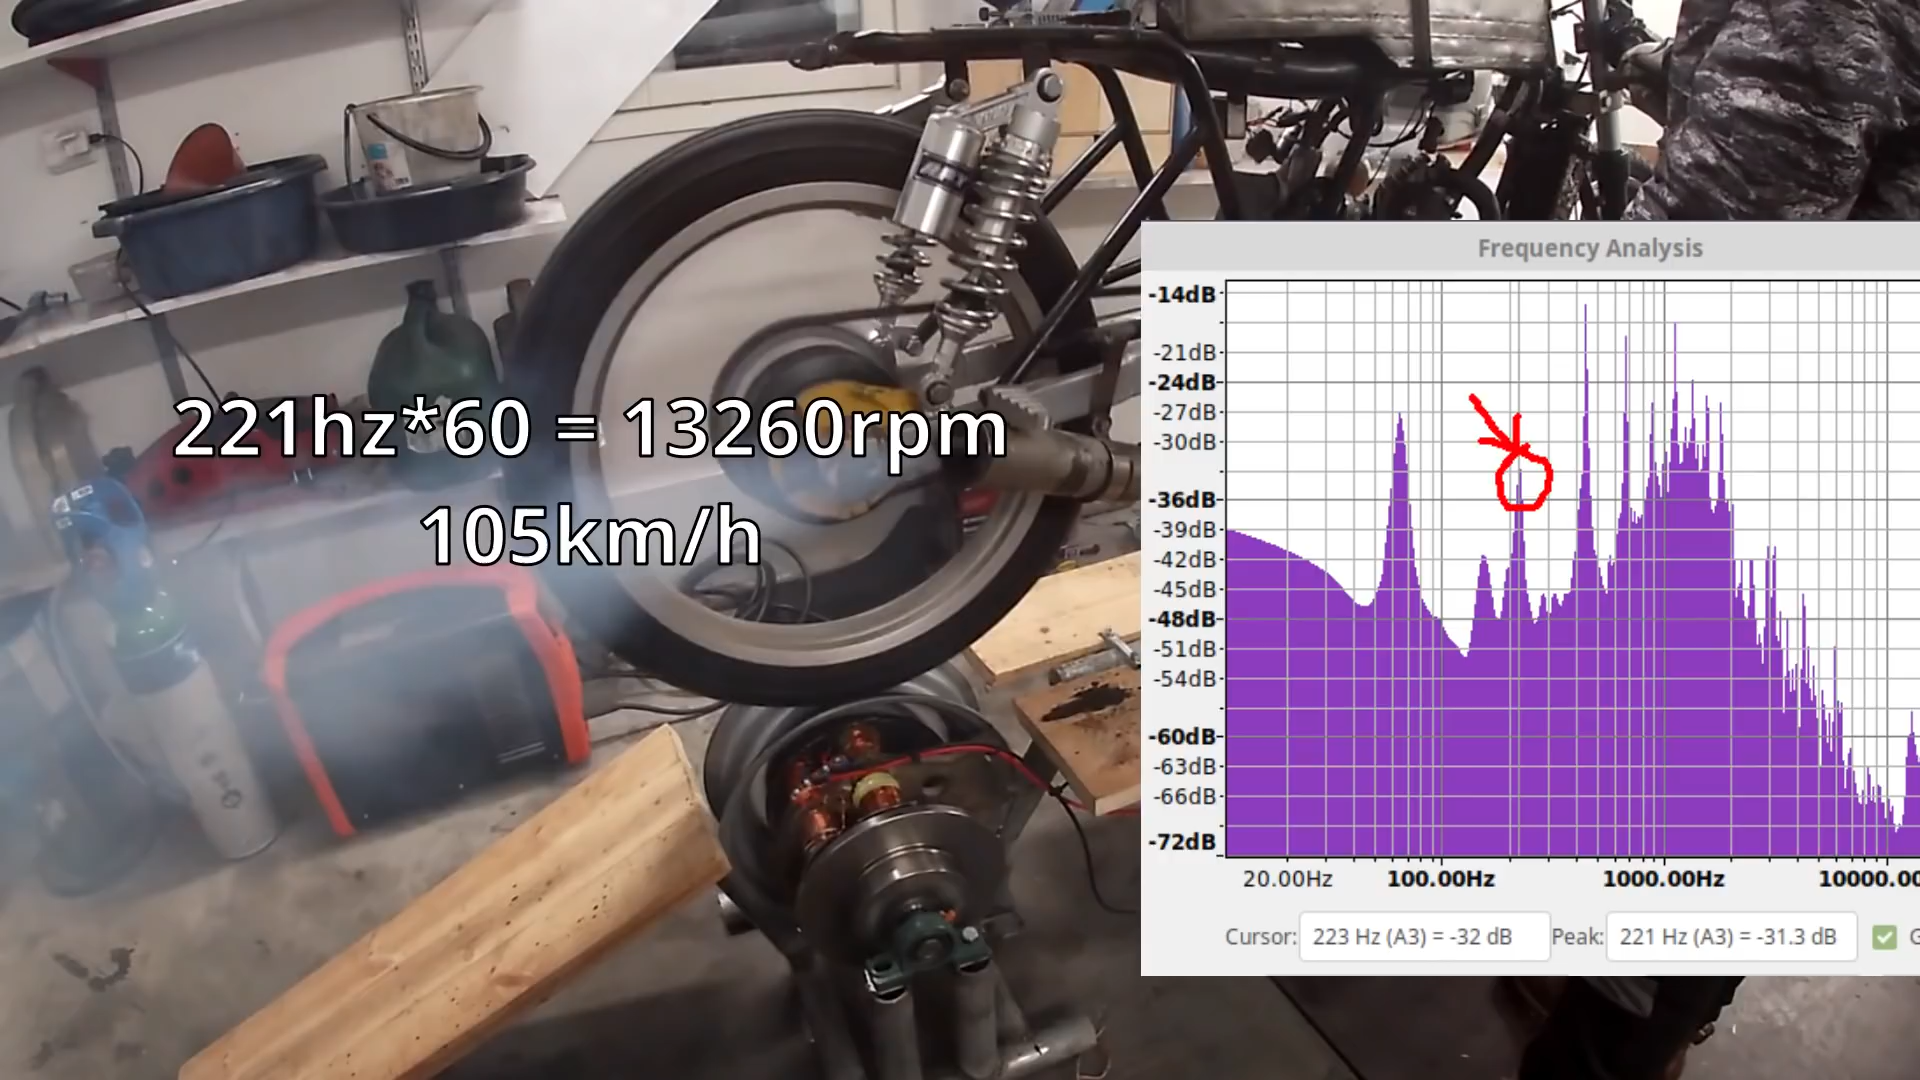 221hz*60 = 13260rpm
105km/h
Frequency Analysis
-14dB
-21dB
-24dB
-27dB
-30dB
-36dB
-39dB
-42dB
-45dB
-48dB
-51dB
-54dB
-60dB
-63dB
-66dB
-72dB
20.00Hz 100.00Hz 1000.00Hz 10000.00
Cursor: 223 Hz (A3) = -32 dB Peak: 221 Hz (A3) = -31.3 dB G